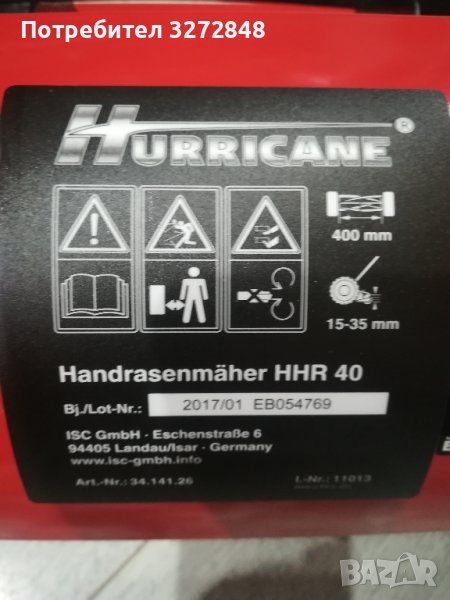 Потребител 3272848
HURRICANE ®
400 mm
15-35 mm
Handrasenmäher HHR 40
Bj./Lot-Nr.: 2017/01 EB054769
ISC GmbH · Eschenstraße 6
94405 Landau/Isar · Germany
www.isc-gmbh.info
Art.-Nr.: 34.141.26 I.-Nr.: 11013
BAZAR